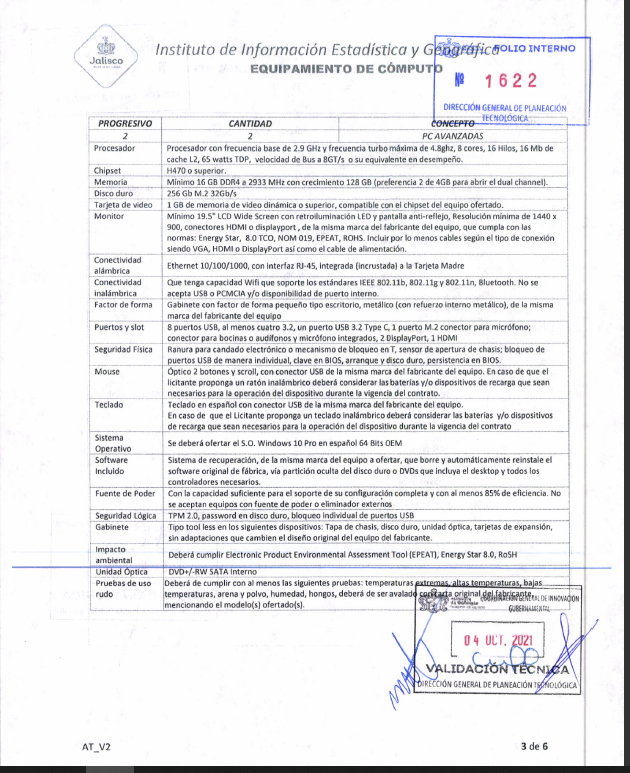 Jalisco
Instituto de Información Estadística y Geográfica
EQUIPAMIENTO DE CÓMPUTO
FOLIO INTERNO
Nº 1622
DIRECCIÓN GENERAL DE PLANEACIÓN
TECNOLÓGICA
PROGRESIVO CANTIDAD CONCEPTO
2 2 PC AVANZADAS
Procesador Procesador con frecuencia base de 2.9 GHz y frecuencia turbo máxima de 4.8ghz, 8 cores, 16 Hilos, 16 Mb de
cache L2, 65 watts TDP, velocidad de Bus a 8GT/s o su equivalente en desempeño.
Chipset H470 o superior.
Memoria Mínimo 16 GB DDR4 a 2933 MHz con crecimiento 128 GB (preferencia 2 de 4GB para abrir el dual channel).
Disco duro 256 Gb M.2 32Gb/s
Tarjeta de video 1 GB de memoria de video dinámica o superior, compatible con el chipset del equipo ofertado.
Monitor Mínimo 19.5" LCD Wide Screen con retroiluminación LED y pantalla anti-reflejo, Resolución mínima de 1440 x
900, conectores HDMI o displayport , de la misma marca del fabricante del equipo, que cumpla con las
normas: Energy Star, 8.0 TCO, NOM 019, EPEAT, ROHS. Incluir por lo menos cables según el tipo de conexión
siendo VGA, HDMI o DisplayPort así como el cable de alimentación.
Conectividad
alámbrica Ethernet 10/100/1000, con interfaz RJ-45, integrada (incrustada) a la Tarjeta Madre
Conectividad Que tenga capacidad Wifi que soporte los estándares IEEE 802.11b, 802.11g y 802.11n, Bluetooth. No se
inalámbrica acepta USB o PCMCIA y/o disponibilidad de puerto interno.
Factor de forma Gabinete con factor de forma pequeño tipo escritorio, metálico (con refuerzo interno metálico), de la misma
marca del fabricante del equipo
Puertos y slot 8 puertos USB, al menos cuatro 3.2, un puerto USB 3.2 Type C, 1 puerto M.2 conector para micrófono;
conector para bocinas o audífonos y micrófono integrados, 2 DisplayPort, 1 HDMI
Seguridad Física Ranura para candado electrónico o mecanismo de bloqueo en T, sensor de apertura de chasis; bloqueo de
puertos USB de manera individual, clave en BIOS, arranque y disco duro, persistencia en BIOS.
Mouse Óptico 2 botones y scroll, con conector USB de la misma marca del fabricante del equipo. En caso de que el
licitante proponga un ratón inalámbrico deberá considerar las baterías y/o dispositivos de recarga que sean
necesarios para la operación del dispositivo durante la vigencia del contrato.
Teclado Teclado en español con conector USB de la misma marca del fabricante del equipo.
En caso de que el Licitante proponga un teclado inalámbrico deberá considerar las baterías y/o dispositivos
de recarga que sean necesarios para la operación del dispositivo durante la vigencia del contrato
Sistema
Operativo Se deberá ofertar el S.O. Windows 10 Pro en español 64 Bits OEM
Software Sistema de recuperación, de la misma marca del equipo a ofertar, que borre y automáticamente reinstale el
Incluido software original de fábrica, vía partición oculta del disco duro o DVDs que incluya el desktop y todos los
controladores necesarios.
Fuente de Poder Con la capacidad suficiente para el soporte de su configuración completa y con al menos 85% de eficiencia. No
se aceptan equipos con fuente de poder o eliminador externos
Seguridad Lógica TPM 2.0, password en disco duro, bloqueo individual de puertos USB
Gabinete Tipo tool less en los siguientes dispositivos: Tapa de chasis, disco duro, unidad óptica, tarjetas de expansión,
sin adaptaciones que cambien el diseño original del equipo del fabricante.
Impacto
ambiental Deberá cumplir Electronic Product Environmental Assessment Tool (EPEAT), Energy Star 8.0, RoSH
Unidad Óptica DVD+/-RW SATA Interno
Pruebas de uso Deberá de cumplir con al menos las siguientes pruebas: temperaturas extremas, altas temperaturas, bajas
rudo temperaturas, arena y polvo, humedad, hongos, deberá de ser avalado con carta original del fabricante,
mencionando el modelo(s) ofertado(s).
COORDINACIÓN GENERAL DE INNOVACIÓN
GUBERNAMENTAL
04 OCT. 2021
VALIDACIÓN TÉCNICA
DIRECCIÓN GENERAL DE PLANEACIÓN TECNOLÓGICA
AT_V2 3 de 6